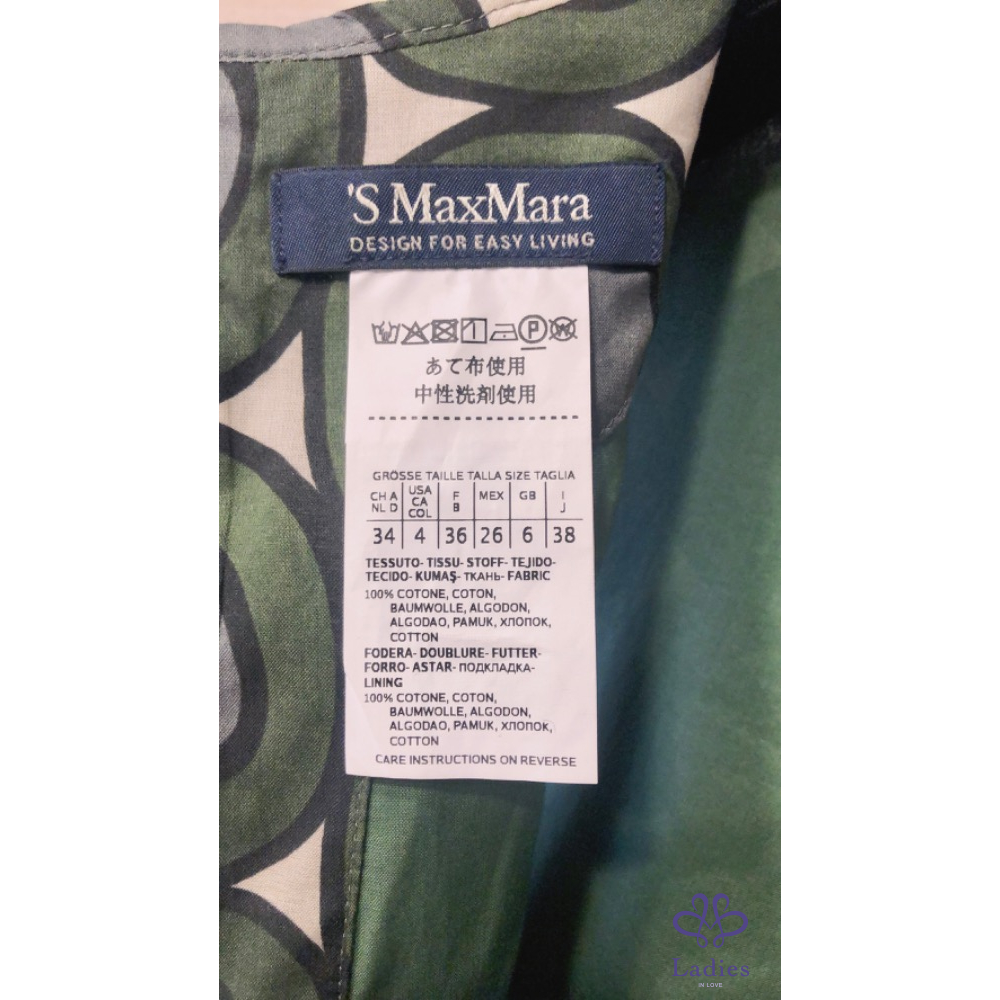 'S MaxMara
DESIGN FOR EASY LIVING
P W
あて布使用
中性洗剤使用
GRÖSSE TAILLE TALLA SIZE TAGLIA
CH A NL D USA CA COL F B MEX GB I J
34 4 36 26 6 38
TESSUTO- TISSU- STOFF- TEJIDO-
TECIDO- KUMAŞ- ТКАНЬ- FABRIC
100% COTONE, COTON,
BAUMWOLLE, ALGODON,
ALGODAO, PAMUK, ХЛОПОК,
COTTON
FODERA- DOUBLURE- FUTTER-
FORRO- ASTAR- ПОДКЛАДКА-
LINING
100% COTONE, COTON,
BAUMWOLLE, ALGODON,
ALGODAO, PAMUK, ХЛОПОК,
COTTON
CARE INSTRUCTIONS ON REVERSE
Ladies
IN LOVE